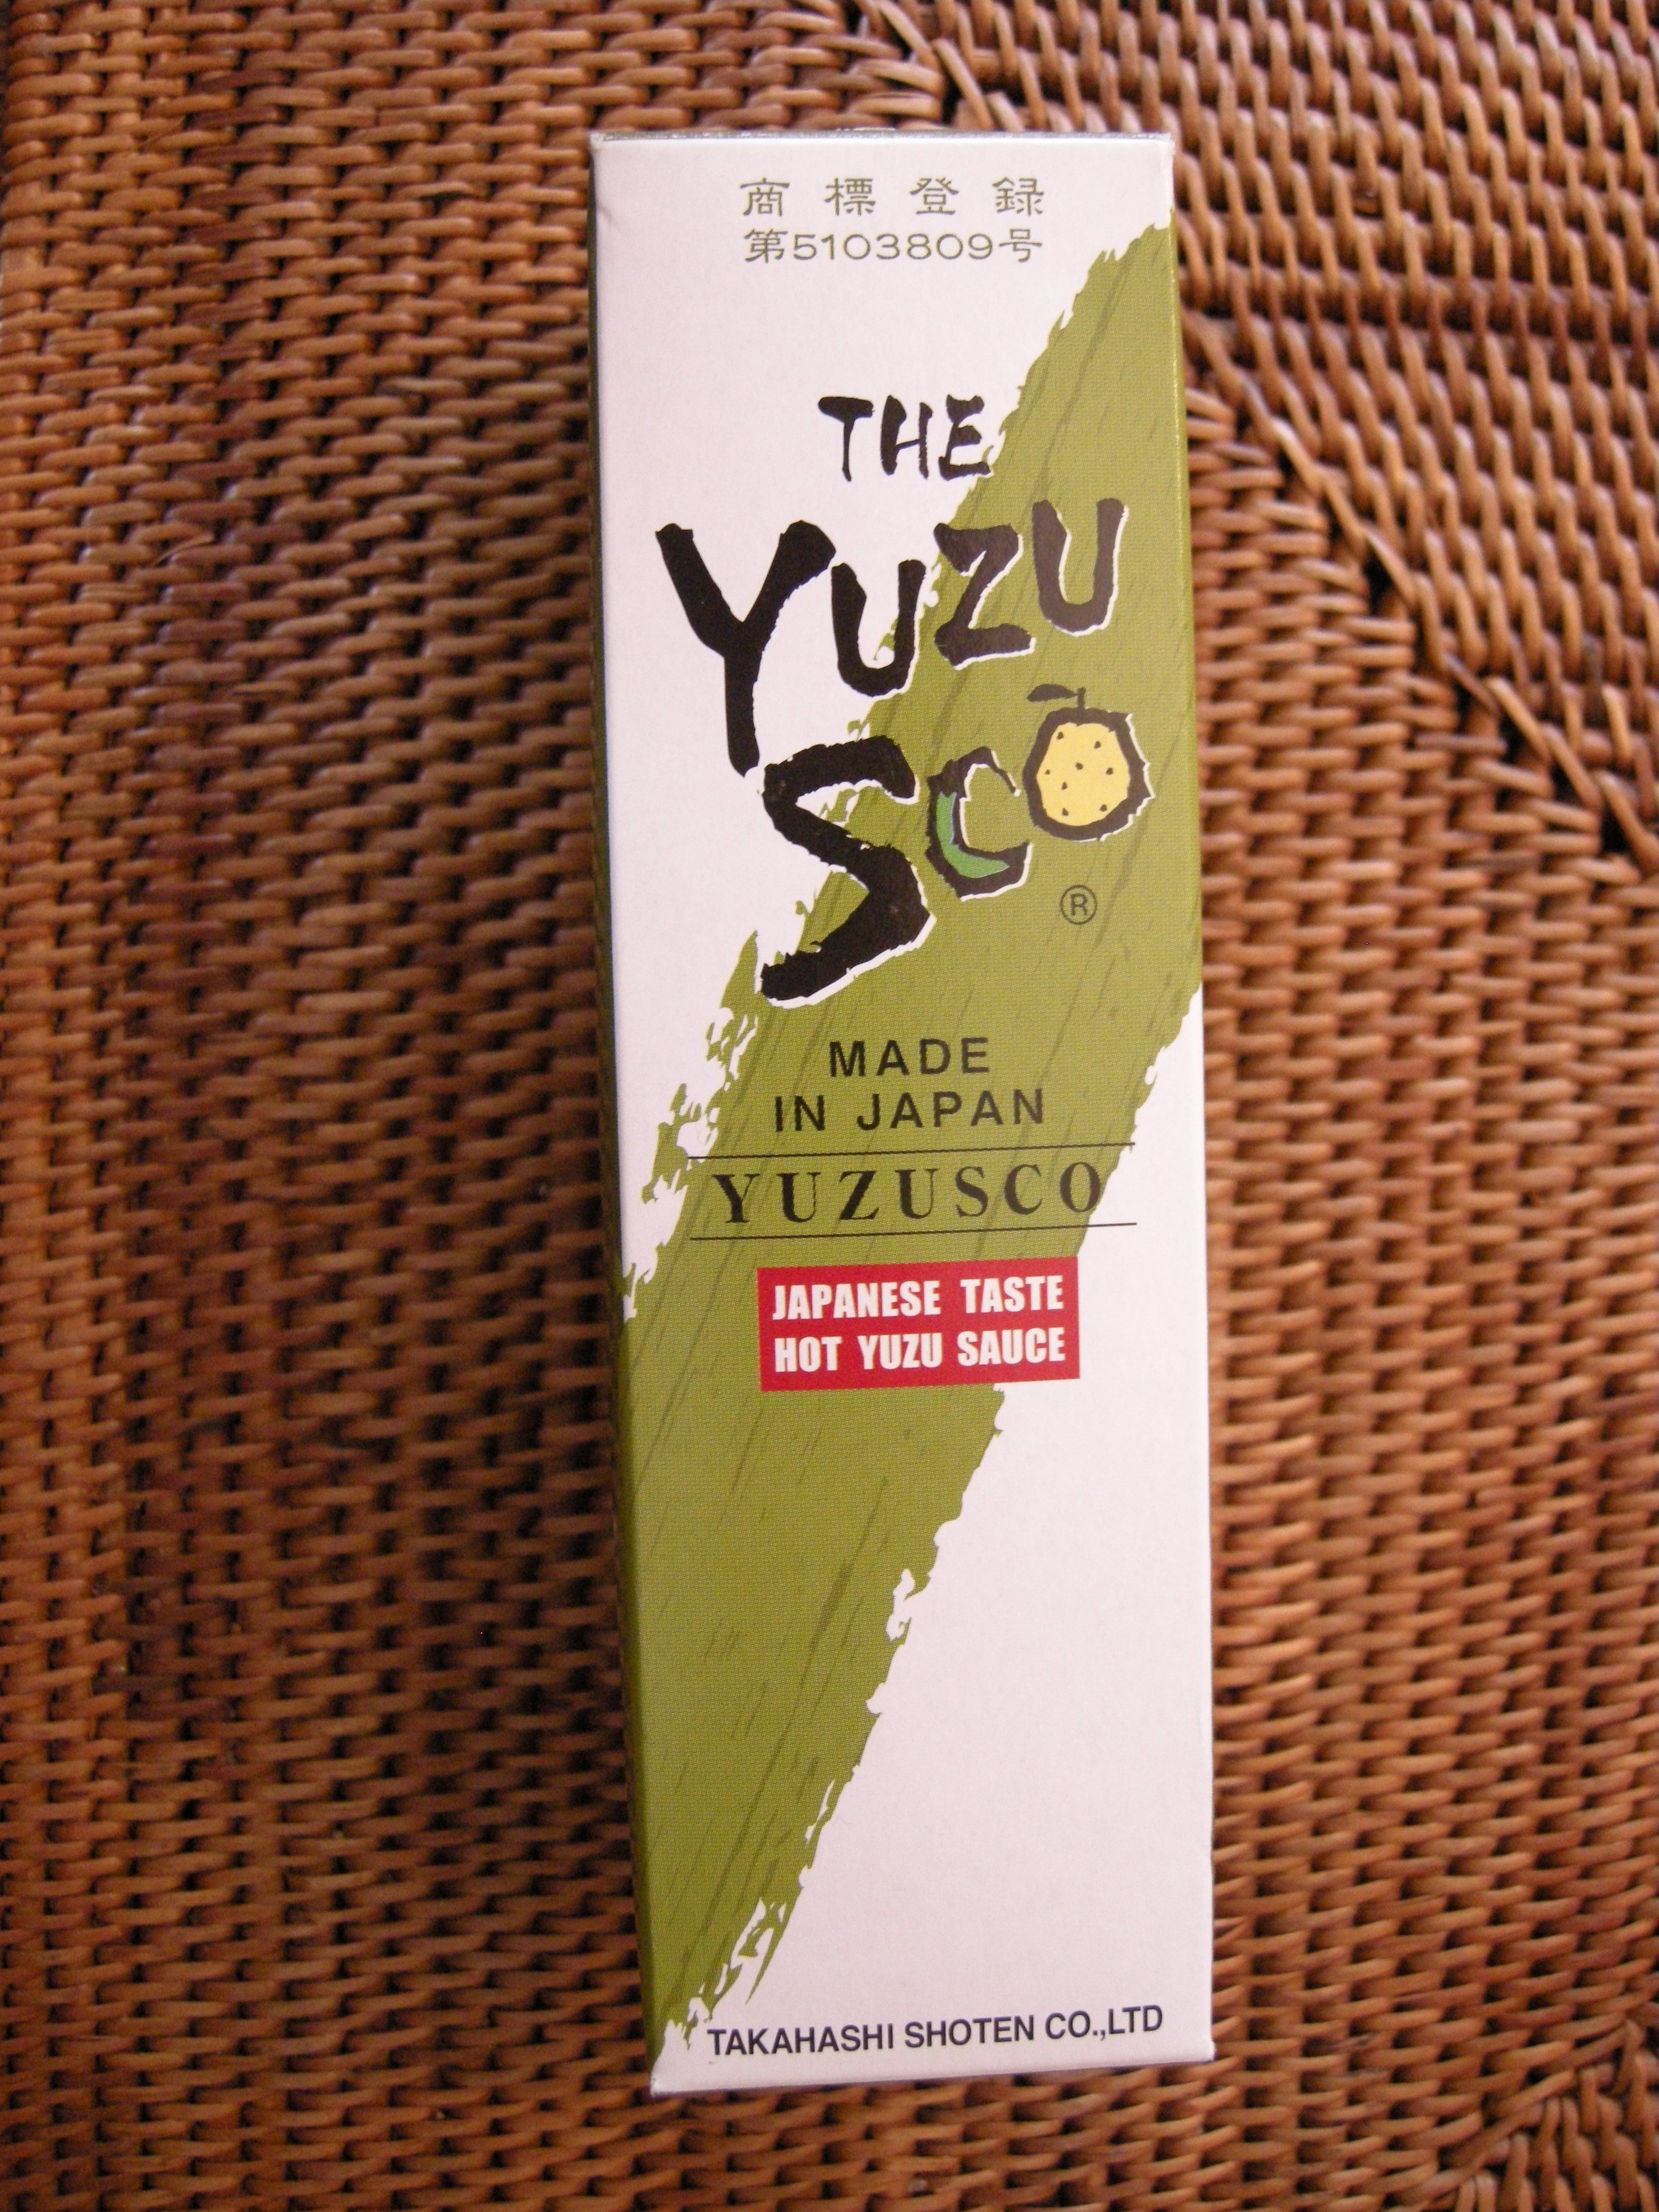 商標登録
第5103809号
THE
YUZU
SCO
®
MADE
IN JAPAN
YUZUSCO
JAPANESE TASTE
HOT YUZU SAUCE
TAKAHASHI SHOTEN CO.,LTD